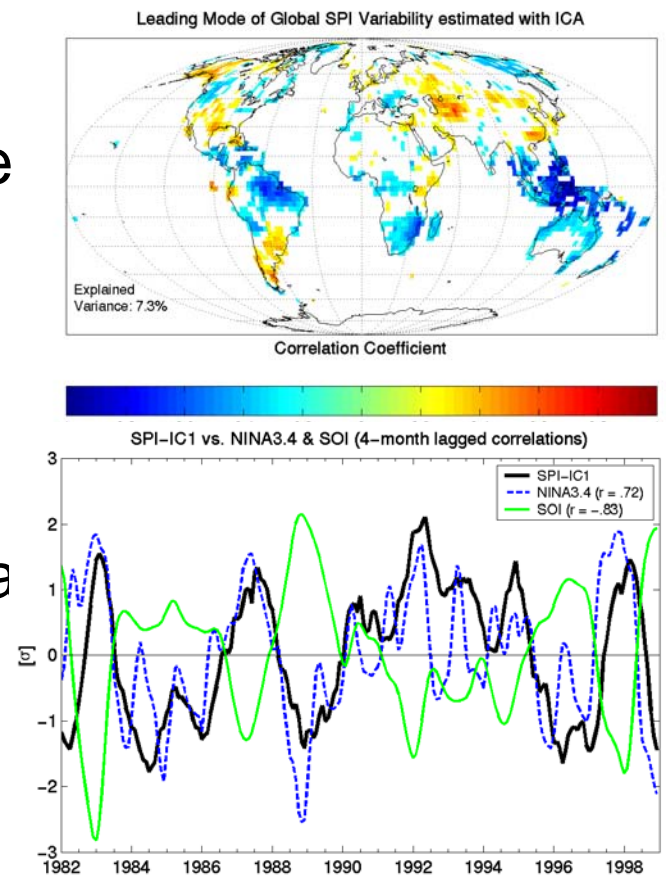 Leading Mode of Global SPI Variability estimated with ICA
e
Explained
Variance: 7.3%
Correlation Coefficient
SPI-IC1 vs. NINA3.4 & SOI (4-month lagged correlations)
3
SPI-IC1
NINA3.4 (r = .72)
SOI (r = -.83)
2
a
1
[σ]
0
-1
-2
-3
1982 1984 1986 1988 1990 1992 1994 1996 1998